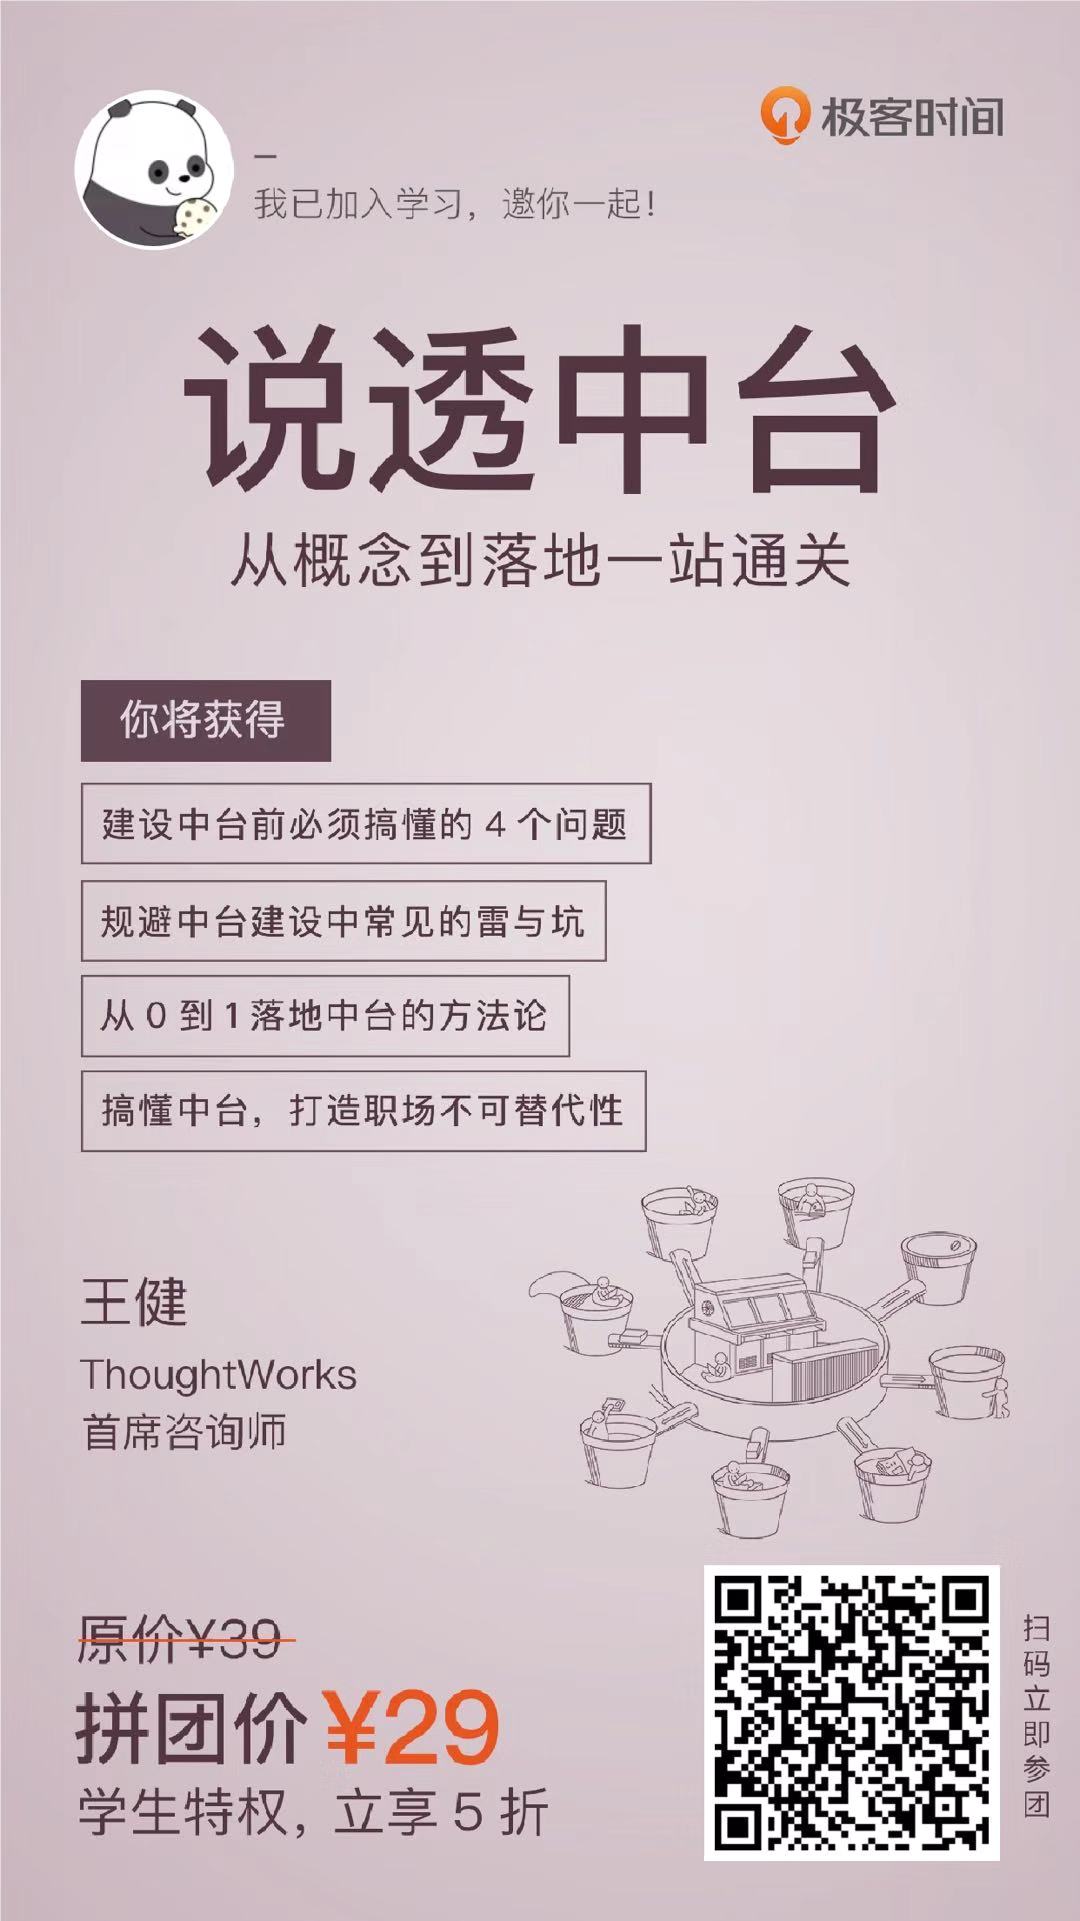 极客时间
–
我已加入学习，邀你一起！
说透中台
从概念到落地一站通关
你将获得
建设中台前必须搞懂的 4 个问题
规避中台建设中常见的雷与坑
从 0 到 1 落地中台的方法论
搞懂中台，打造职场不可替代性
王健
ThoughtWorks
首席咨询师
原价¥39
拼团价 ¥29
学生特权，立享 5 折
扫码立即参团